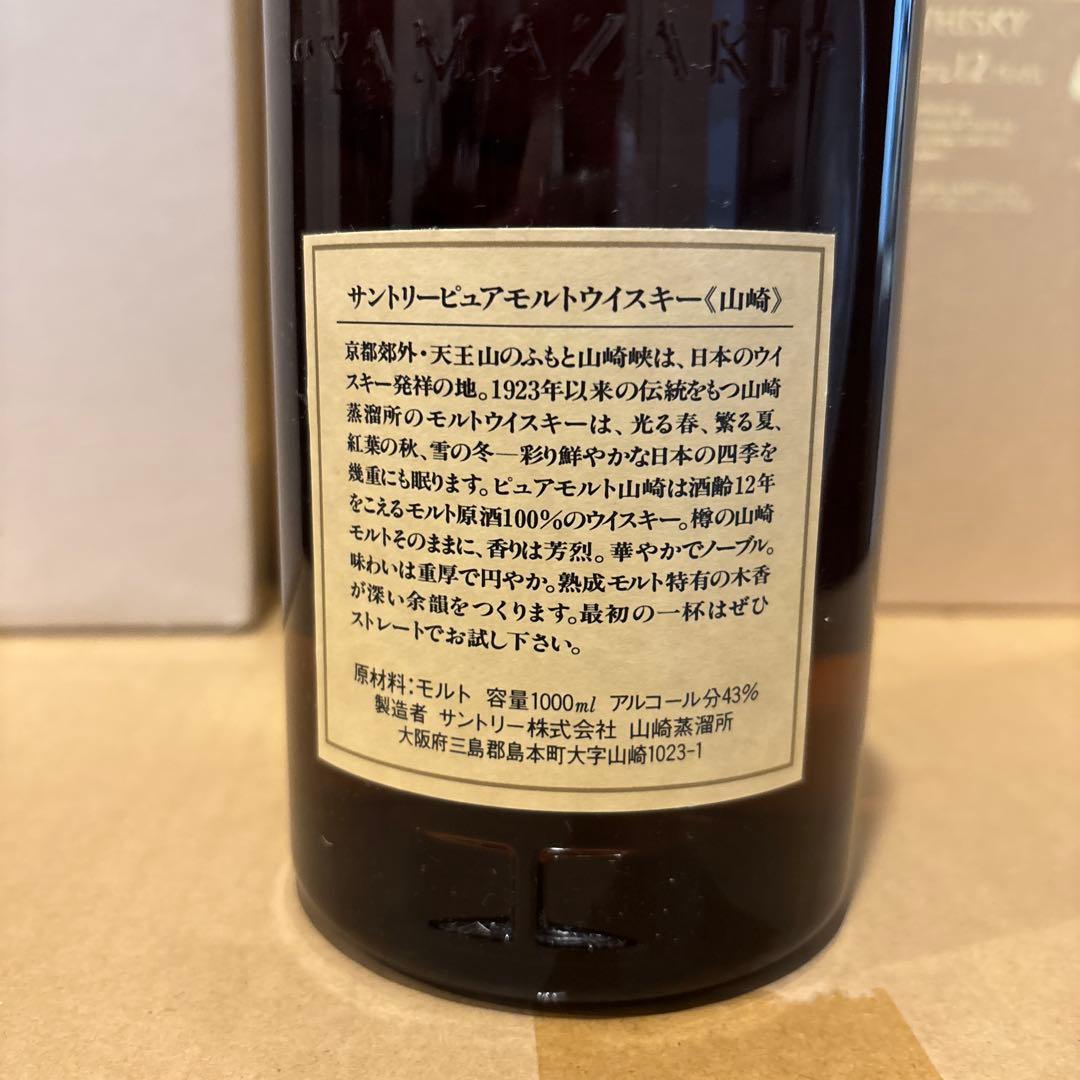 "YAMAZAKI"
WHISKY
12
サントリーピュアモルトウイスキー《山崎》
京都郊外・天王山のふもと山崎峡は、日本のウイ
スキー発祥の地。1923年以来の伝統をもつ山崎
蒸溜所のモルトウイスキーは、光る春、繁る夏、
紅葉の秋、雪の冬─彩り鮮やかな日本の四季を
幾重にも眠ります。ピュアモルト山崎は酒齢12年
をこえるモルト原酒100%のウイスキー。樽の山崎
モルトそのままに、香りは芳烈。華やかでノーブル。
味わいは重厚で円やか。熟成モルト特有の木香
が深い余韻をつくります。最初の一杯はぜひ
ストレートでお試し下さい。
原材料:モルト 容量1000ml アルコール分43%
製造者 サントリー株式会社 山崎蒸溜所
大阪府三島郡島本町大字山崎1023-1